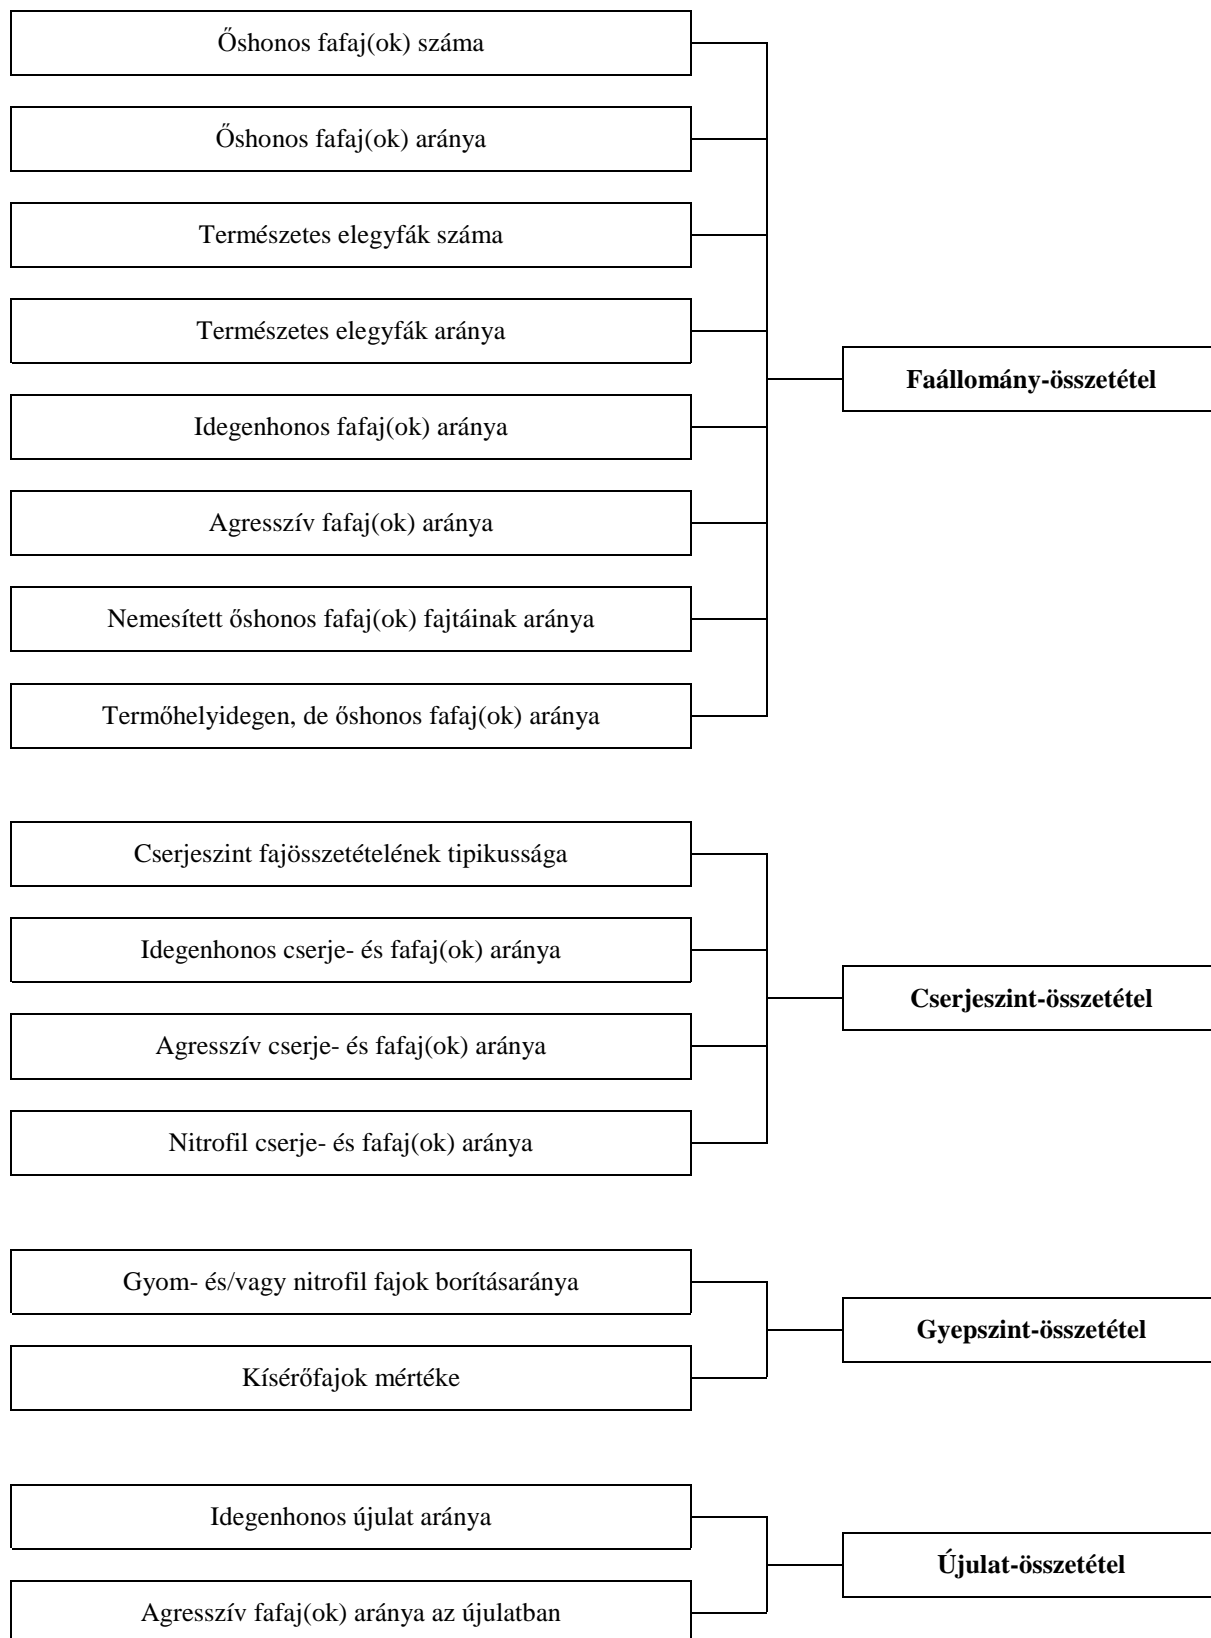 Őshonos fafaj(ok) száma
Őshonos fafaj(ok) aránya
Természetes elegyfák száma
Természetes elegyfák aránya
Idegenhonos fafaj(ok) aránya
Agresszív fafaj(ok) aránya
Nemesített őshonos fafaj(ok) fajtáinak aránya
Termőhelyidegen, de őshonos fafaj(ok) aránya
Faállomány-összetétel
Cserjeszint fajösszetételének tipikussága
Idegenhonos cserje- és fafaj(ok) aránya
Agresszív cserje- és fafaj(ok) aránya
Nitrofil cserje- és fafaj(ok) aránya
Cserjeszint-összetétel
Gyom- és/vagy nitrofil fajok borításaránya
Kísérőfajok mértéke
Gyepszint-összetétel
Idegenhonos újulat aránya
Agresszív fafaj(ok) aránya az újulatban
Újulat-összetétel